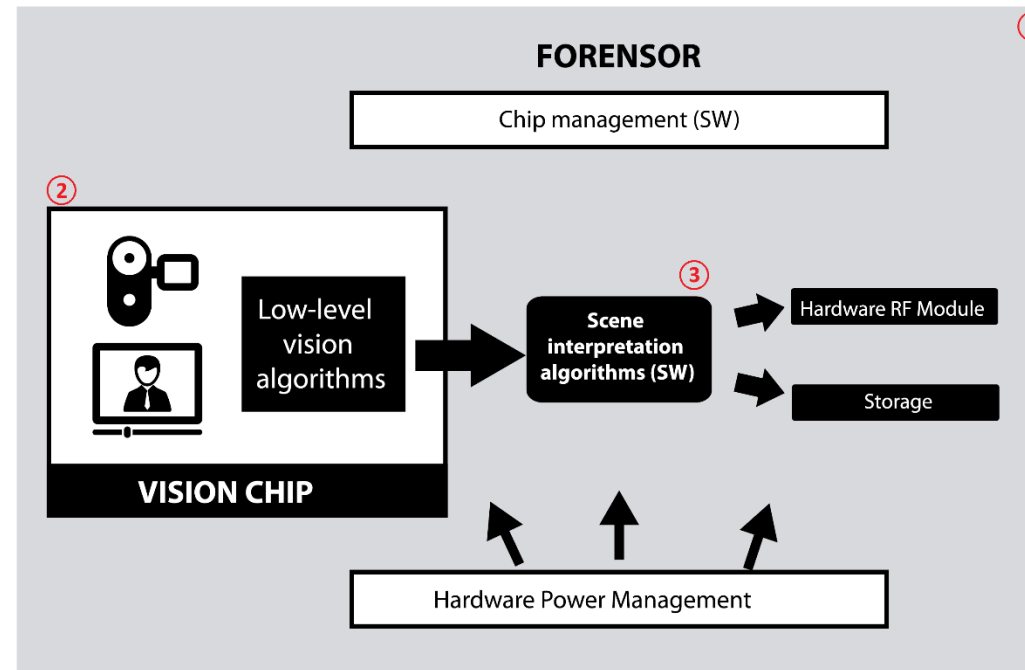 FORENSOR
Chip management (SW)
2
Low-level
vision
algorithms
VISION CHIP
3
Scene
interpretation
algorithms (SW)
Hardware RF Module
Storage
Hardware Power Management